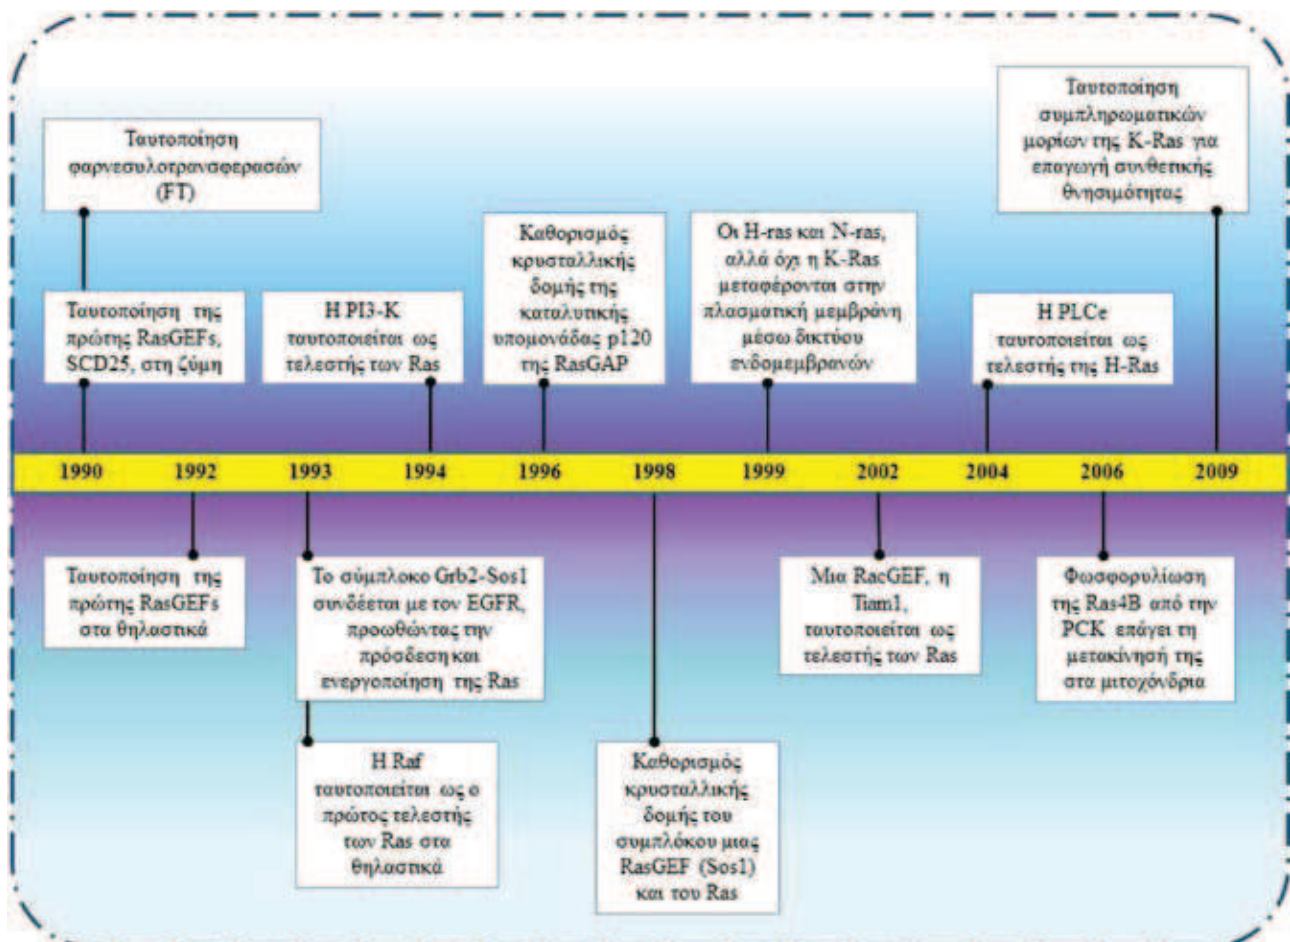 Ταυτοποίηση
φαρνεσυλοτρανσφερασών
(FT)
Ταυτοποίηση της
πρώτης RasGEFs,
SCD25, στη ζύμη
Η PI3-K
ταυτοποιείται ως
τελεστής των Ras
Καθορισμός
κρυσταλλικής
δομής της
καταλυτικής
υπομονάδας p120
της RasGAP
Οι H-ras και N-ras,
αλλά όχι η K-Ras
μεταφέρονται στην
πλασματική μεμβράνη
μέσω δικτύου
ενδομεμβρανών
Η PLCe
ταυτοποιείται ως
τελεστής της H-Ras
Ταυτοποίηση
συμπληρωματικών
μορίων της K-Ras για
επαγωγή συνθετικής
θνησιμότητας
1990 1992 1993 1994 1996 1998 1999 2002 2004 2006 2009
Ταυτοποίηση της
πρώτης RasGEFs
στα θηλαστικά
Το σύμπλοκο Grb2-Sos1
συνδέεται με τον EGFR,
προωθώντας την
πρόσδεση και
ενεργοποίηση της Ras
Η Raf
ταυτοποιείται ως ο
πρώτος τελεστής
των Ras στα
θηλαστικά
Καθορισμός
κρυσταλλικής
δομής του
συμπλόκου μιας
RasGEF (Sos1)
και του Ras
Μια RacGEF, η
Tiam1,
ταυτοποιείται ως
τελεστής των Ras
Φωσφορυλίωση
της Ras4B από την
PCK επάγει τη
μετακίνησή της
στα μιτοχόνδρια